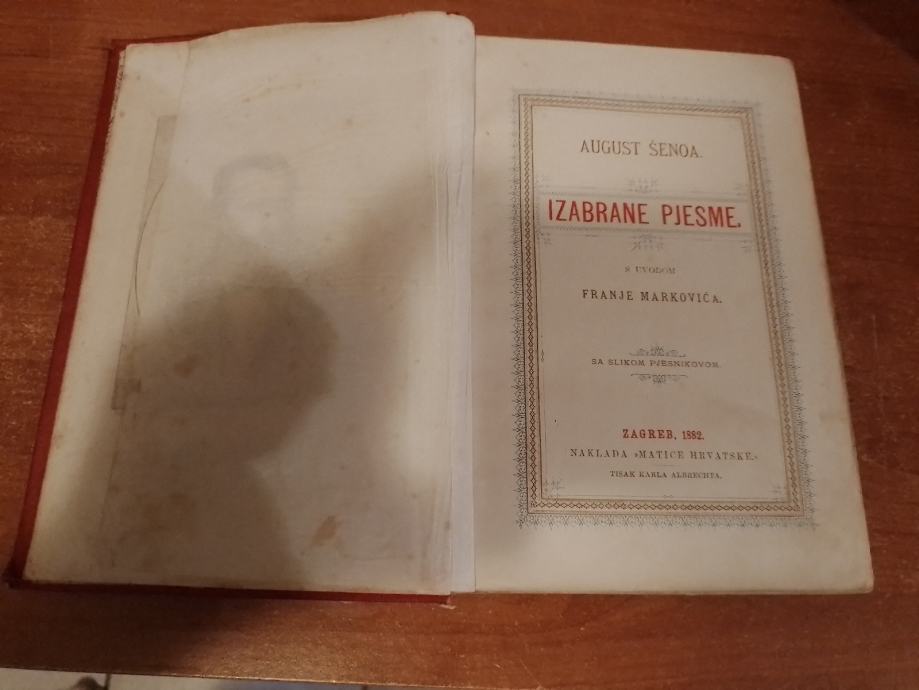 AUGUST ŠENOA.
IZABRANE PJESME.
S UVODOM
FRANJE MARKOVIĆA.
SA SLIKOM PJESNIKOVOM.
ZAGREB, 1882.
NAKLADA »MATICE HRVATSKE.«
TISAK KARLA ALBRECHTA.